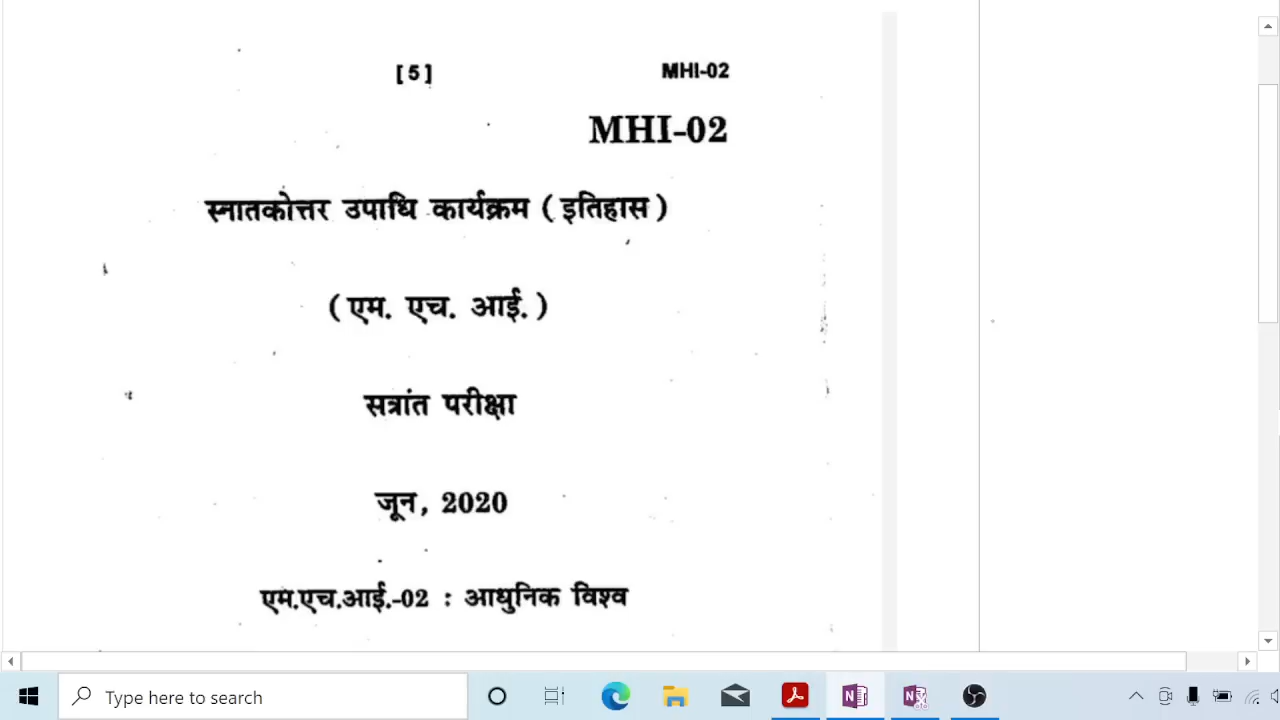 [ 5 ] MHI-02
MHI-02
स्नातकोत्तर उपाधि कार्यक्रम ( इतिहास )
( एम. एच. आई. )
सत्रांत परीक्षा
जून, 2020
एम.एच.आई.-02 : आधुनिक विश्व
Type here to search